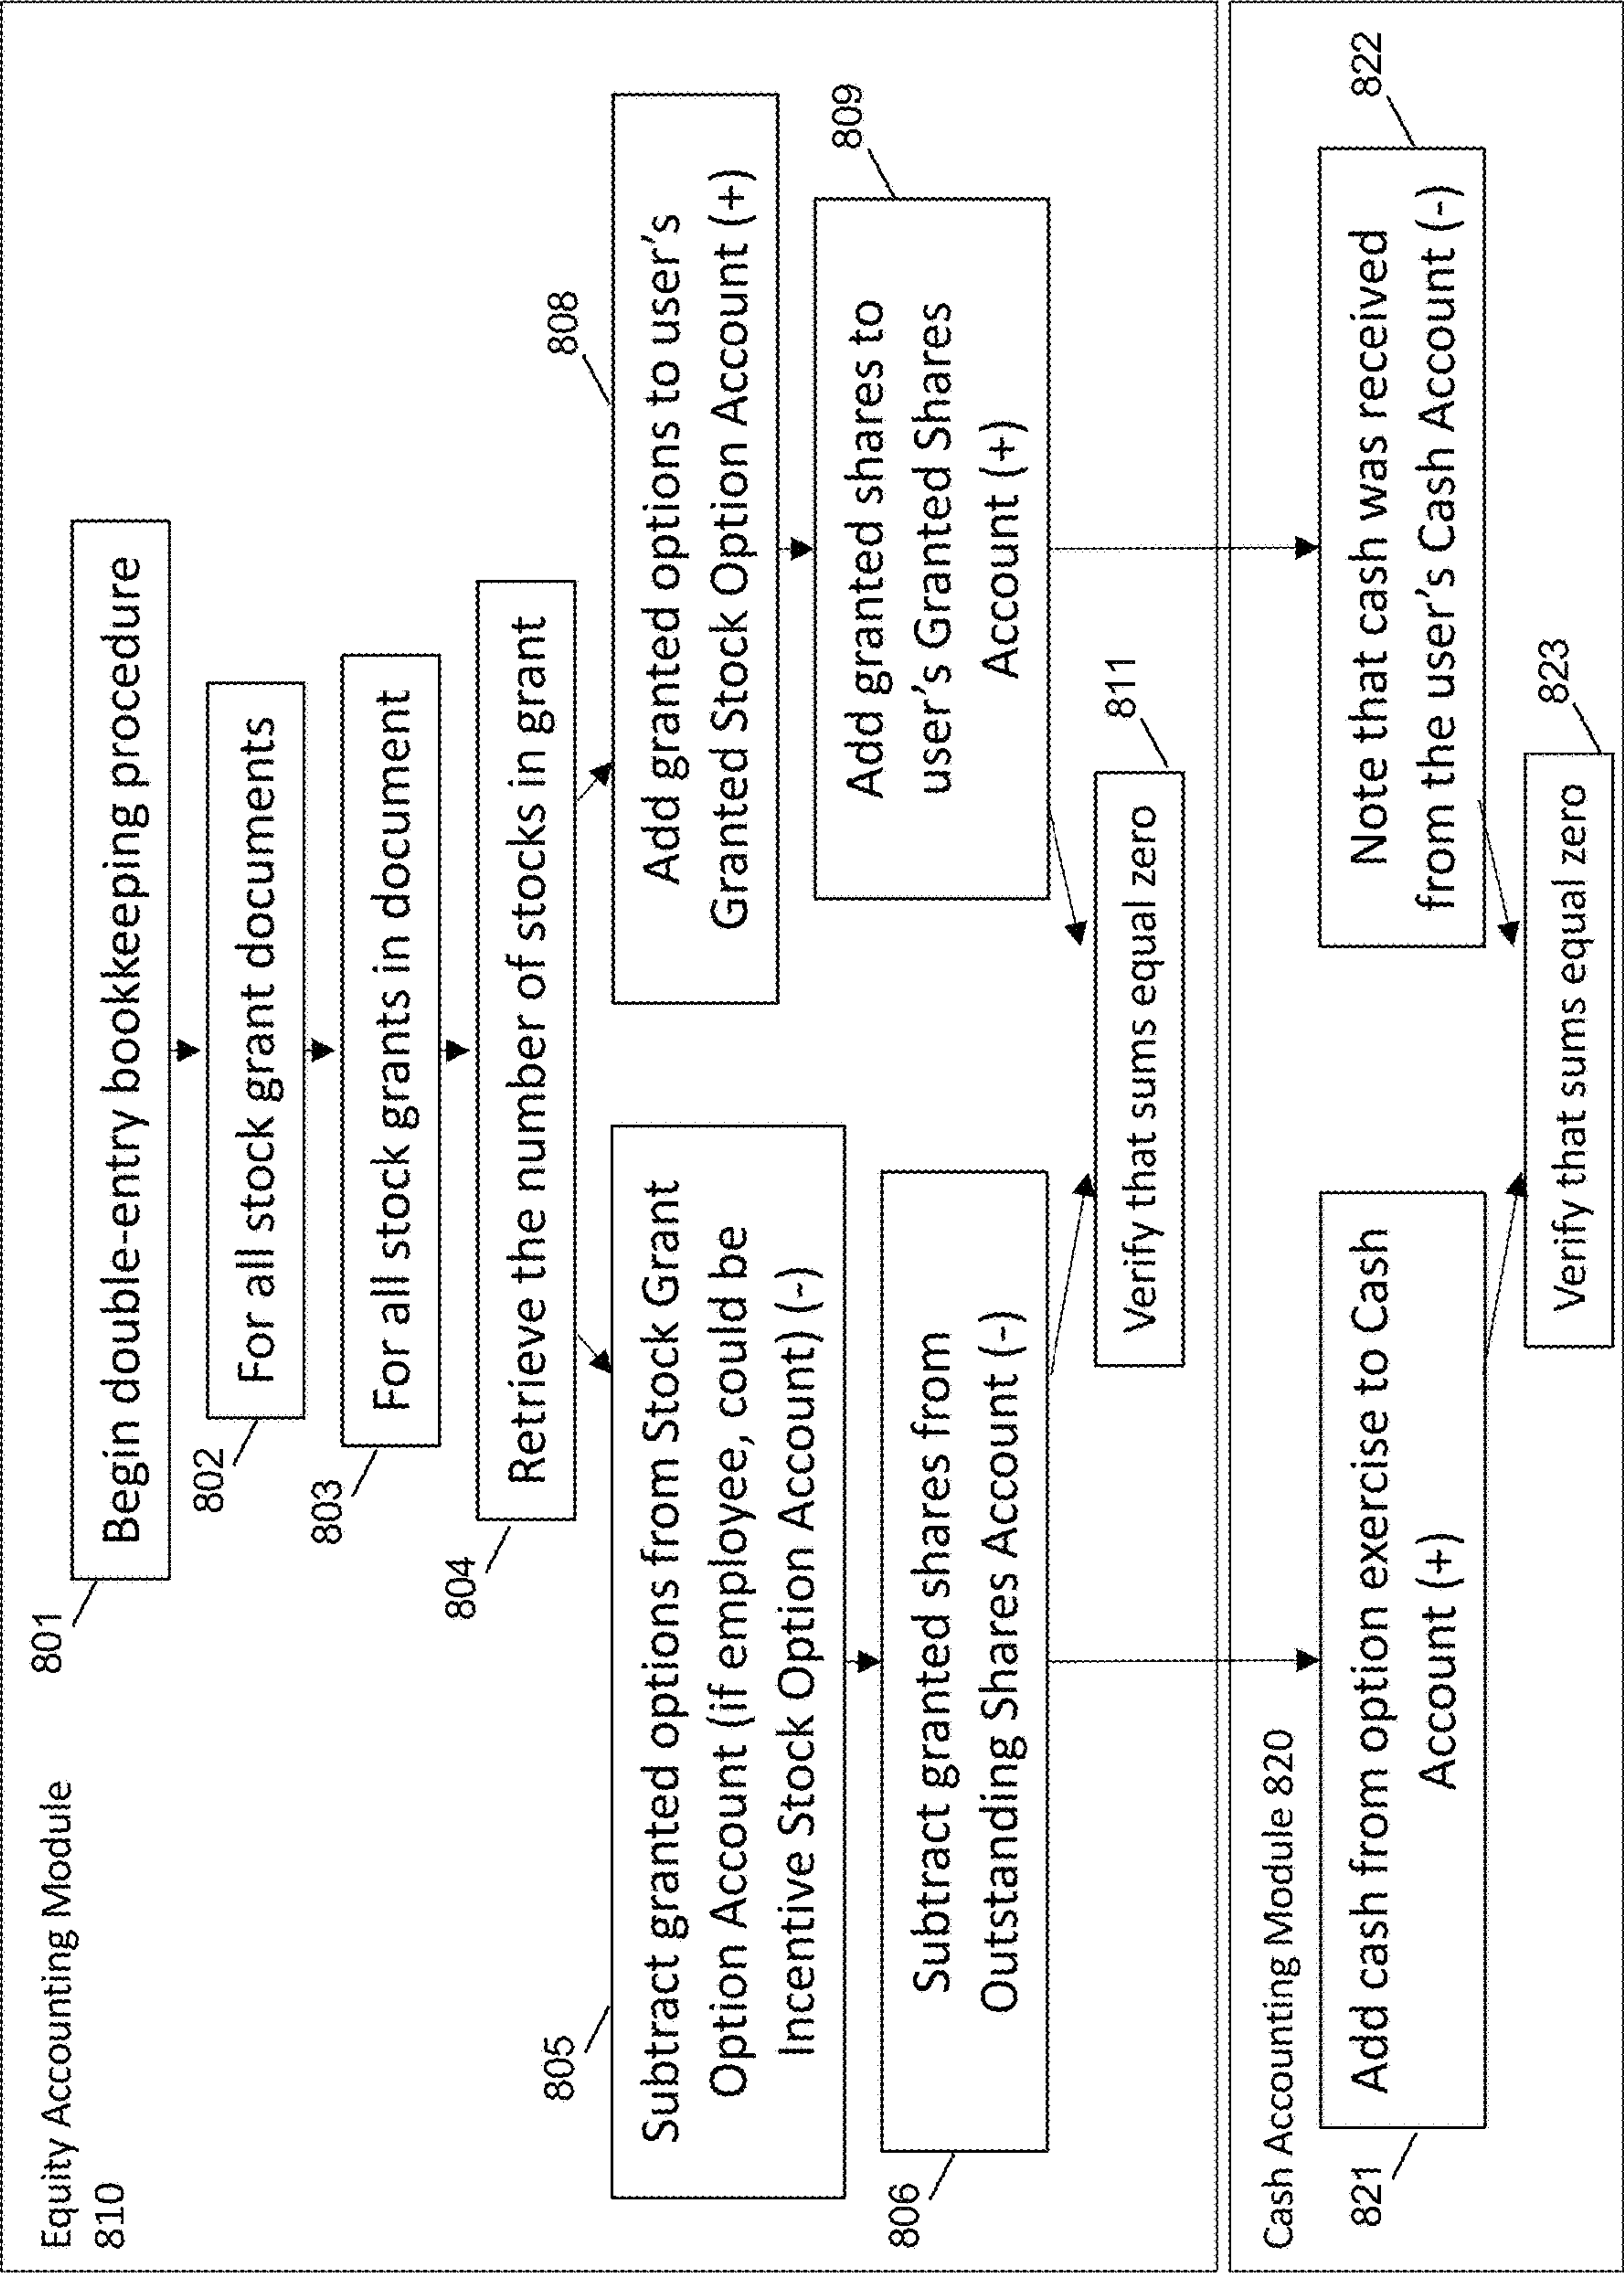 Equity Accounting Module
810
801
Begin double-entry bookkeeping procedure
802
For all stock grant documents
803
For all stock grants in document
804
Retrieve the number of stocks in grant
805
Subtract granted options from Stock Grant
Option Account (if employee, could be
Incentive Stock Option Account) (-)
808
Add granted options to user's
Granted Stock Option Account (+)
806
Subtract granted shares from
Outstanding Shares Account (-)
809
Add granted shares to
user's Granted Shares
Account (+)
811
Verify that sums equal zero
Cash Accounting Module 820
821
Add cash from option exercise to Cash
Account (+)
822
Note that cash was received
from the user's Cash Account (-)
823
Verify that sums equal zero